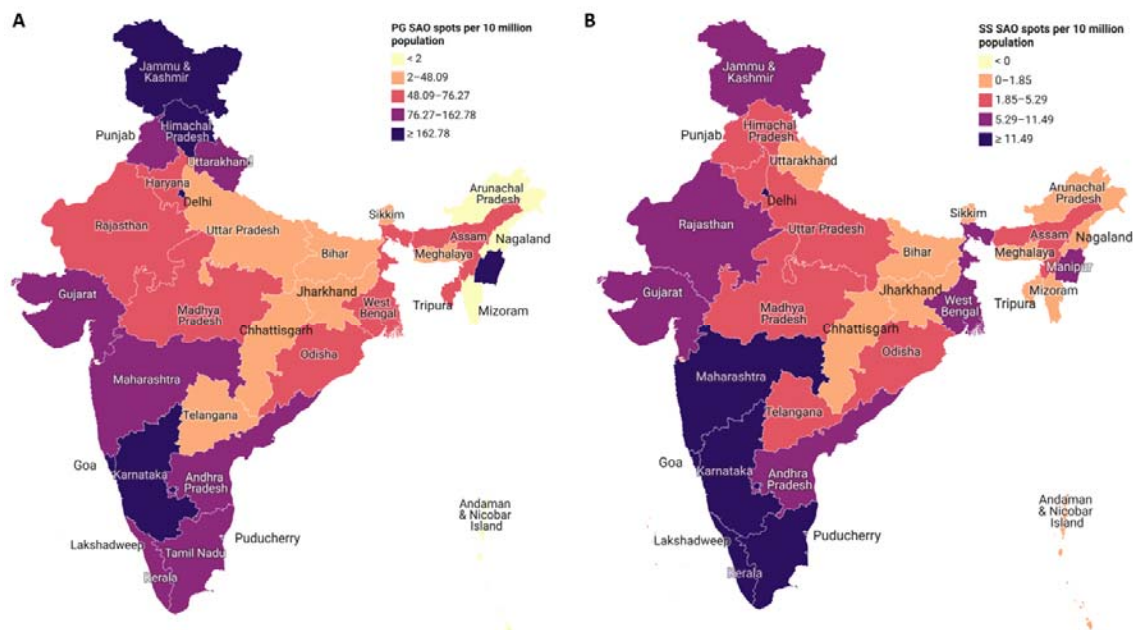 A
PG SAO spots per 10 million
population
< 2
2–48.09
48.09–76.27
76.27–162.78
≥ 162.78
Jammu &
Kashmir
Himachal
Pradesh
Punjab
Uttarakhand
Haryana
Delhi
Rajasthan
Uttar Pradesh
Sikkim
Arunachal
Pradesh
Assam
Nagaland
Meghalaya
Bihar
Gujarat
Madhya
Pradesh
Jharkhand
West
Bengal
Tripura
Mizoram
Chhattisgarh
Odisha
Maharashtra
Telangana
Goa
Karnataka
Andhra
Pradesh
Andaman
& Nicobar
Island
Lakshadweep
Tamil Nadu
Puducherry
Kerala
B
SS SAO spots per 10 million
population
< 0
0–1.85
1.85–5.29
5.29–11.49
≥ 11.49
Jammu &
Kashmir
Himachal
Pradesh
Punjab
Uttarakhand
Delhi
Rajasthan
Uttar Pradesh
Sikkim
Arunachal
Pradesh
Assam
Nagaland
Meghalaya
Manipur
Bihar
Gujarat
Madhya
Pradesh
Jharkhand
West
Bengal
Tripura
Mizoram
Chhattisgarh
Odisha
Maharashtra
Telangana
Goa
Karnataka
Andhra
Pradesh
Andaman
& Nicobar
Island
Lakshadweep
Puducherry
Kerala